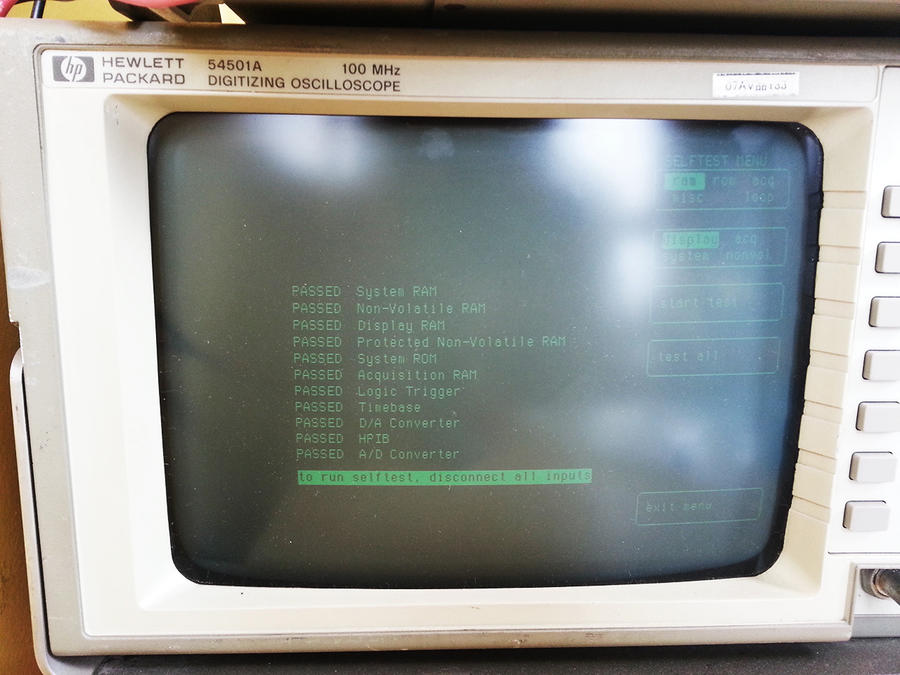 hp HEWLETT PACKARD
54501A 100 MHz
DIGITIZING OSCILLOSCOPE
SELFTEST MENU
ram rom acq
misc loop
display acq
system nonvol
start test
test all
exit menu
PASSED System RAM
PASSED Non-Volatile RAM
PASSED Display RAM
PASSED Protected Non-Volatile RAM
PASSED System ROM
PASSED Acquisition RAM
PASSED Logic Trigger
PASSED Timebase
PASSED D/A Converter
PASSED HPIB
PASSED A/D Converter
to run selftest, disconnect all inputs